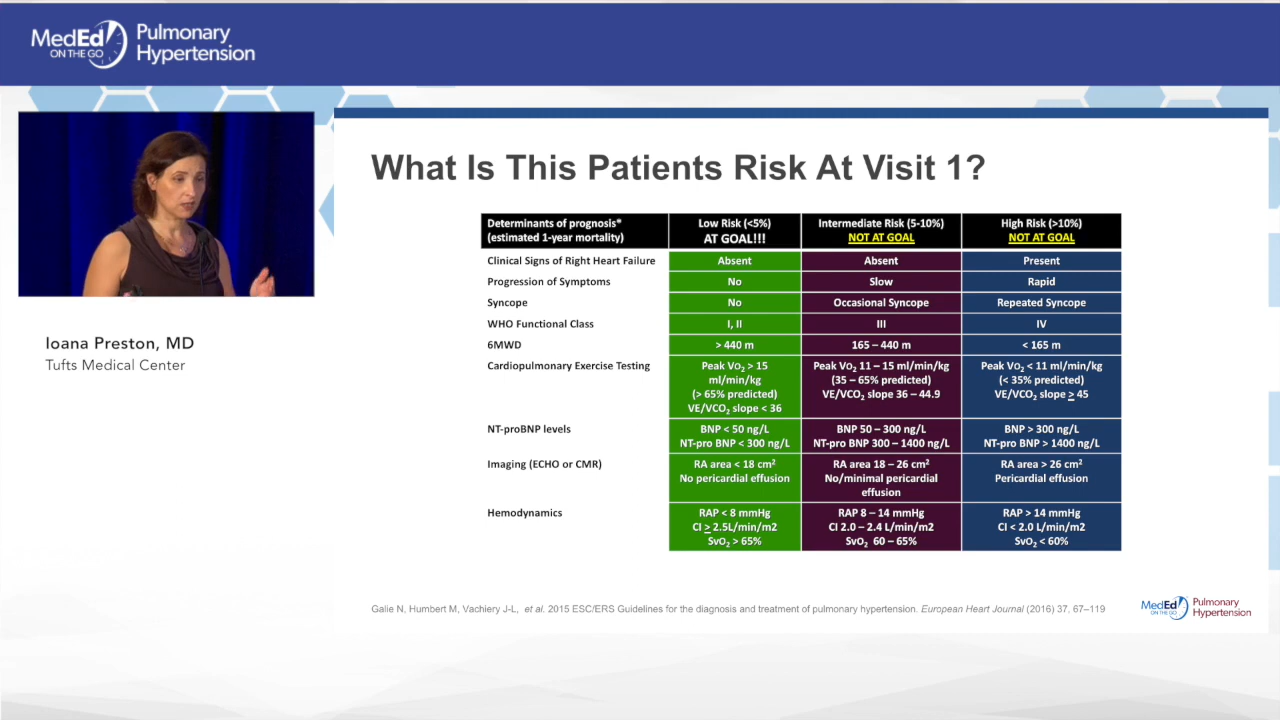 MedEd
ON THE GO
Pulmonary
Hypertension
Ioana Preston, MD
Tufts Medical Center
What Is This Patients Risk At Visit 1?
Determinants of prognosis*
(estimated 1-year mortality)
Low Risk (<5%)
AT GOAL!!!
Intermediate Risk (5-10%)
NOT AT GOAL
High Risk (>10%)
NOT AT GOAL
Clinical Signs of Right Heart Failure
Absent
Absent
Present
Progression of Symptoms
No
Slow
Rapid
Syncope
No
Occasional Syncope
Repeated Syncope
WHO Functional Class
I, II
III
IV
6MWD
> 440 m
165 – 440 m
< 165 m
Cardiopulmonary Exercise Testing
Peak VO₂ > 15
ml/min/kg
(> 65% predicted)
VE/VCO₂ slope < 36
Peak VO₂ 11 – 15 ml/min/kg
(35 – 65% predicted)
VE/VCO₂ slope 36 – 44.9
Peak VO₂ < 11 ml/min/kg
(< 35% predicted)
VE/VCO₂ slope ≥ 45
NT-proBNP levels
BNP < 50 ng/L
NT-pro BNP < 300 ng/L
BNP 50 – 300 ng/L
NT-pro BNP 300 – 1400 ng/L
BNP > 300 ng/L
NT-pro BNP > 1400 ng/L
Imaging (ECHO or CMR)
RA area < 18 cm²
No pericardial effusion
RA area 18 – 26 cm²
No/minimal pericardial
effusion
RA area > 26 cm²
Pericardial effusion
Hemodynamics
RAP < 8 mmHg
CI ≥ 2.5L/min/m2
SvO₂ > 65%
RAP 8 – 14 mmHg
CI 2.0 – 2.4 L/min/m2
SvO₂ 60 – 65%
RAP > 14 mmHg
CI < 2.0 L/min/m2
SvO₂ < 60%
Galie N, Humbert M, Vachiery J-L, et al. 2015 ESC/ERS Guidelines for the diagnosis and treatment of pulmonary hypertension. European Heart Journal (2016) 37, 67–119
MedEd
ON THE GO
Pulmonary
Hypertension